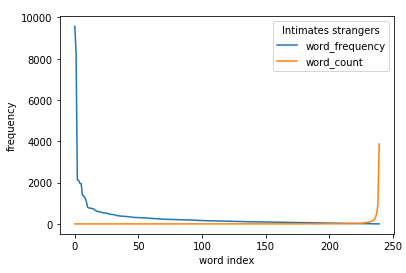 Intimates strangers
word_frequency
word_count
10000
8000
6000
4000
2000
0
frequency
0 50 100 150 200 250
word index